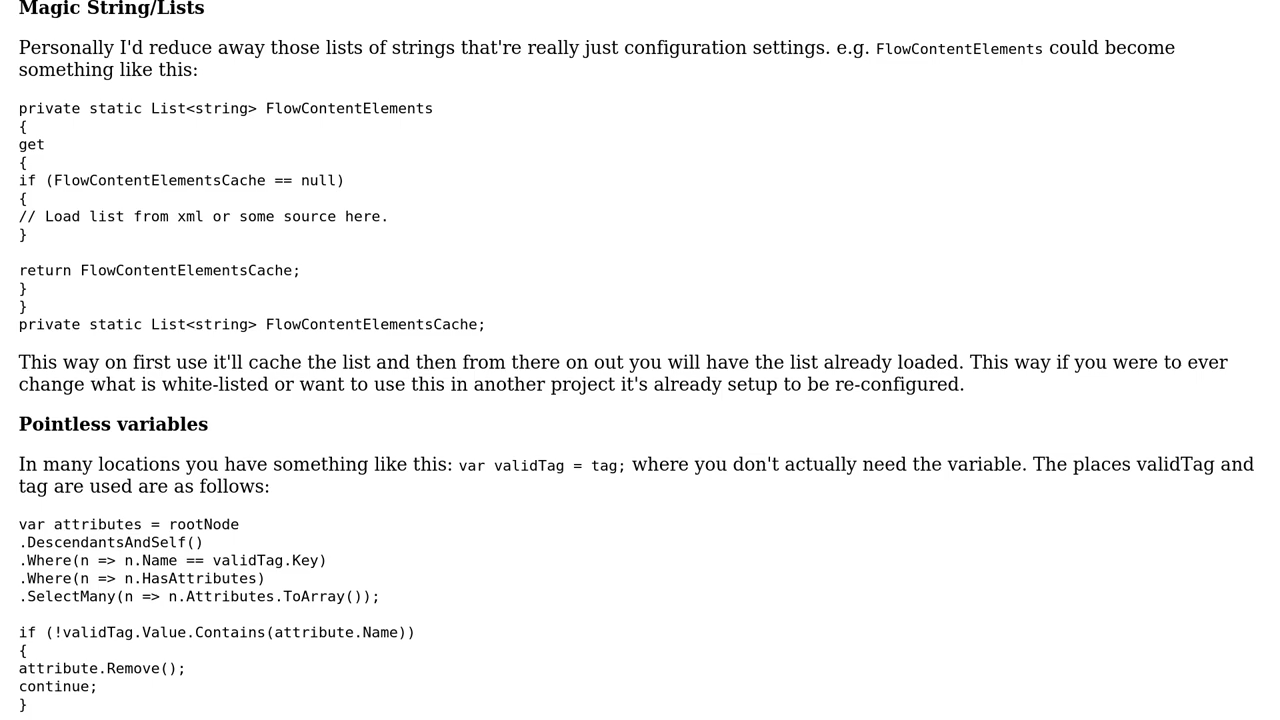 Magic String/Lists
Personally I'd reduce away those lists of strings that're really just configuration settings. e.g. FlowContentElements could become
something like this:
private static List<string> FlowContentElements
{
get
{
if (FlowContentElementsCache == null)
{
// Load list from xml or some source here.
}
return FlowContentElementsCache;
}
}
private static List<string> FlowContentElementsCache;
This way on first use it'll cache the list and then from there on out you will have the list already loaded. This way if you were to ever
change what is white-listed or want to use this in another project it's already setup to be re-configured.
Pointless variables
In many locations you have something like this: var validTag = tag; where you don't actually need the variable. The places validTag and
tag are used are as follows:
var attributes = rootNode
.DescendantsAndSelf()
.Where(n => n.Name == validTag.Key)
.Where(n => n.HasAttributes)
.SelectMany(n => n.Attributes.ToArray());
if (!validTag.Value.Contains(attribute.Name))
{
attribute.Remove();
continue;
}